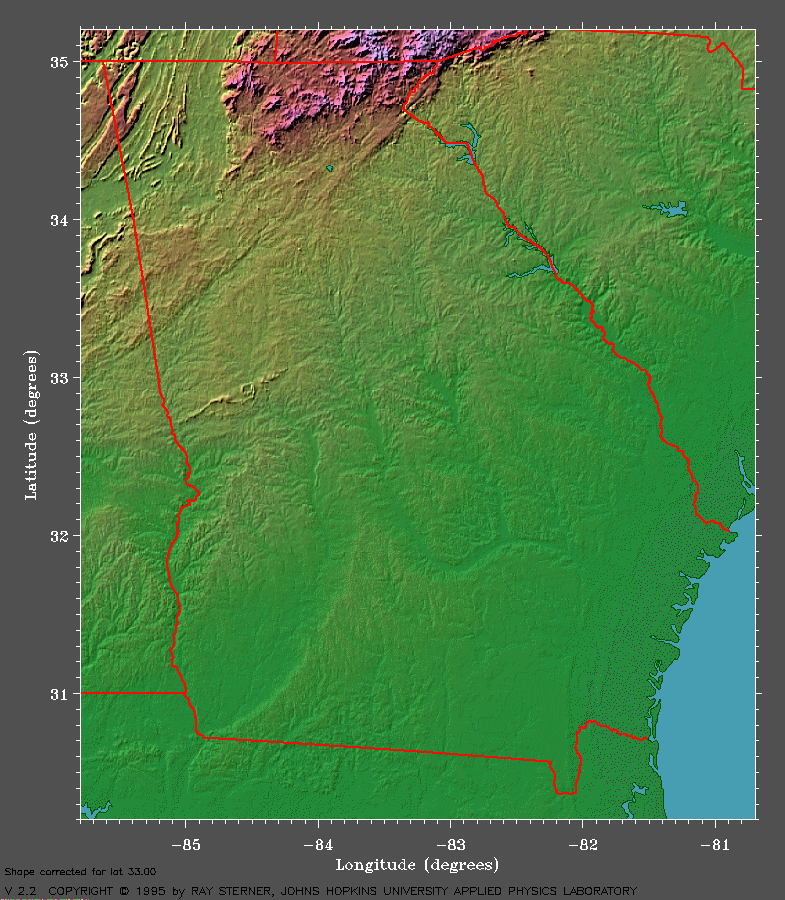 35
34
33
32
31
Latitude (degrees)
-85 -84 -83 -82 -81
Longitude (degrees)
Shape corrected for lat 33.00
V 2.2 COPYRIGHT © 1995 by RAY STERNER, JOHNS HOPKINS UNIVERSITY APPLIED PHYSICS LABORATORY